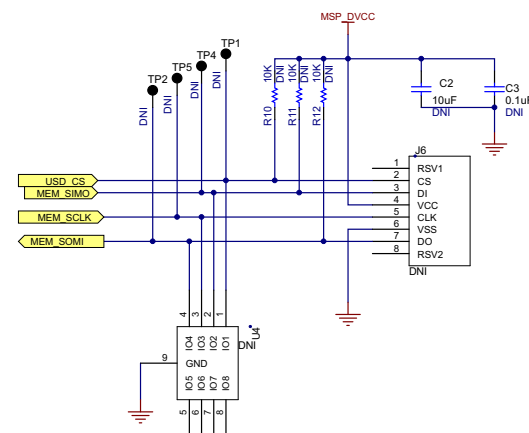 MSP_DVCC
TP1
TP4
TP5
TP2
DNI
DNI
DNI
DNI
10K
DNI
R10
10K
DNI
R11
10K
DNI
R12
C2
10uF
DNI
C3
0.1uF
DNI
J6
USD_CS
MEM_SIMO
MEM_SCLK
MEM_SOMI
1 RSV1
2 CS
3 DI
4 VCC
5 CLK
6 VSS
7 DO
8 RSV2
DNI
4 3 2 1
IO4 IO3 IO2 IO1
U4
DNI
9 GND
IO5 IO6 IO7 IO8
5 6 7 8